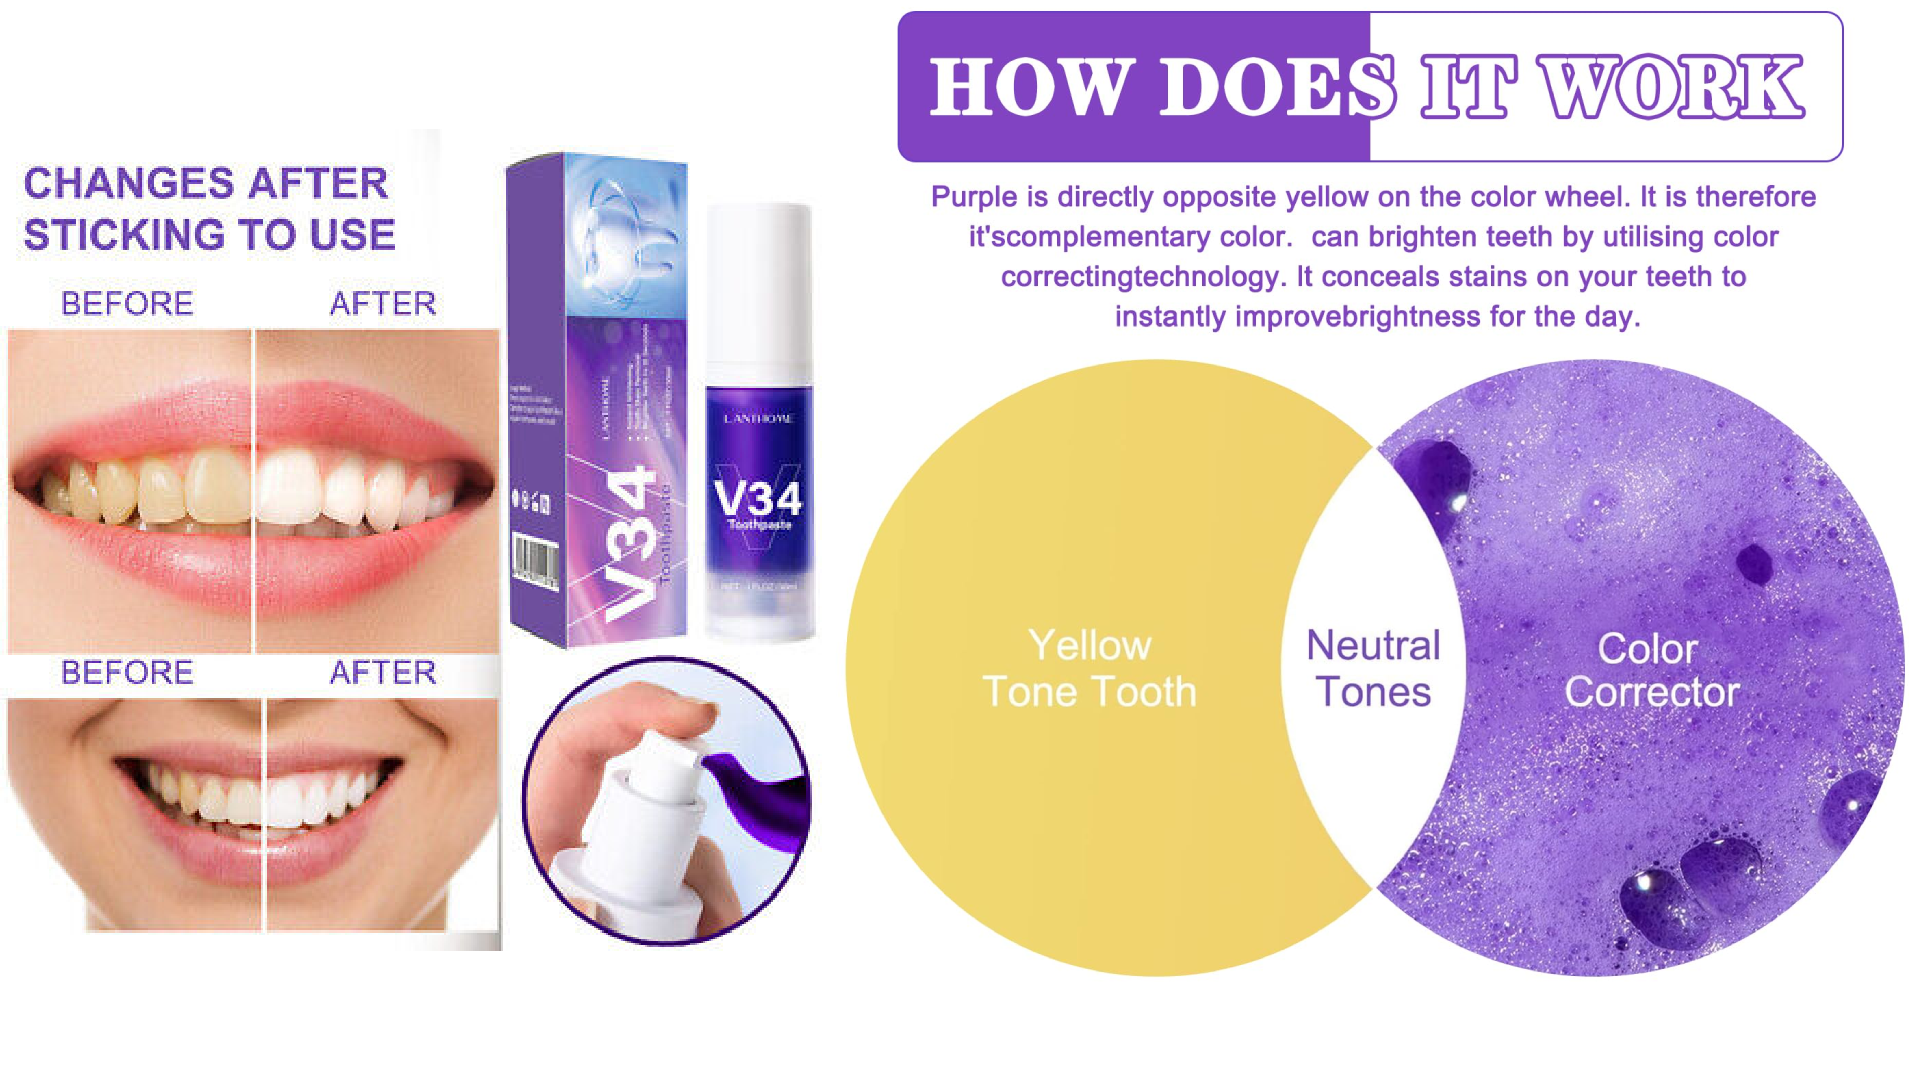 HOW DOES IT WORK
Purple is directly opposite yellow on the color wheel. It is therefore
it'scomplementary color. can brighten teeth by utilising color
correctingtechnology. It conceals stains on your teeth to
instantly improvebrightness for the day.
CHANGES AFTER
STICKING TO USE
BEFORE AFTER
BEFORE AFTER
LANTHOME
V34
Toothpaste
LANTHOME
V34
Toothpaste
Yellow
Tone Tooth
Neutral
Tones
Color
Corrector